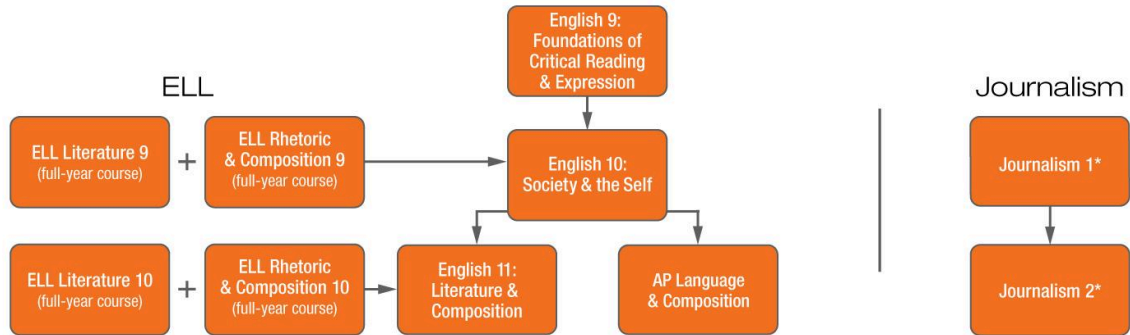 English 9:
Foundations of
Critical Reading
& Expression
ELL
Journalism
ELL Literature 9
(full-year course)
+
ELL Rhetoric
& Composition 9
(full-year course)
English 10:
Society & the Self
Journalism 1*
ELL Literature 10
(full-year course)
+
ELL Rhetoric
& Composition 10
(full-year course)
English 11:
Literature &
Composition
AP Language
& Composition
Journalism 2*